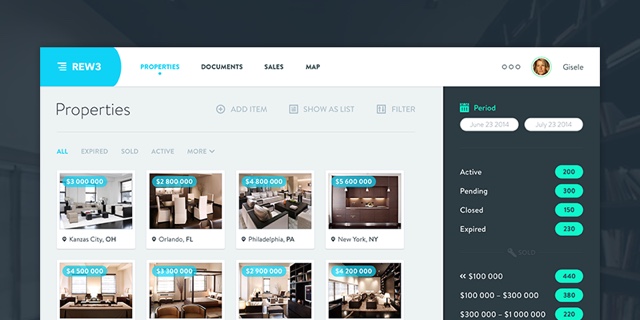 REW3
PROPERTIES DOCUMENTS SALES MAP
Gisele
Properties
ADD ITEM SHOW AS LIST FILTER
ALL EXPIRED SOLD ACTIVE MORE
$3 000 000
Kansas City, OH
$2 800 000
Orlando, FL
$4 800 000
Philadelphia, PA
$5 600 000
New York, NY
$4 500 000
$3 300 000
$2 900 000
$4 200 000
Period
June 23 2014 July 23 2014
Active 200
Pending 300
Closed 150
Expired 230
SOLD
<< $100 000 440
$100 000 – $300 000 380
$300 000 – $1 000 000 220